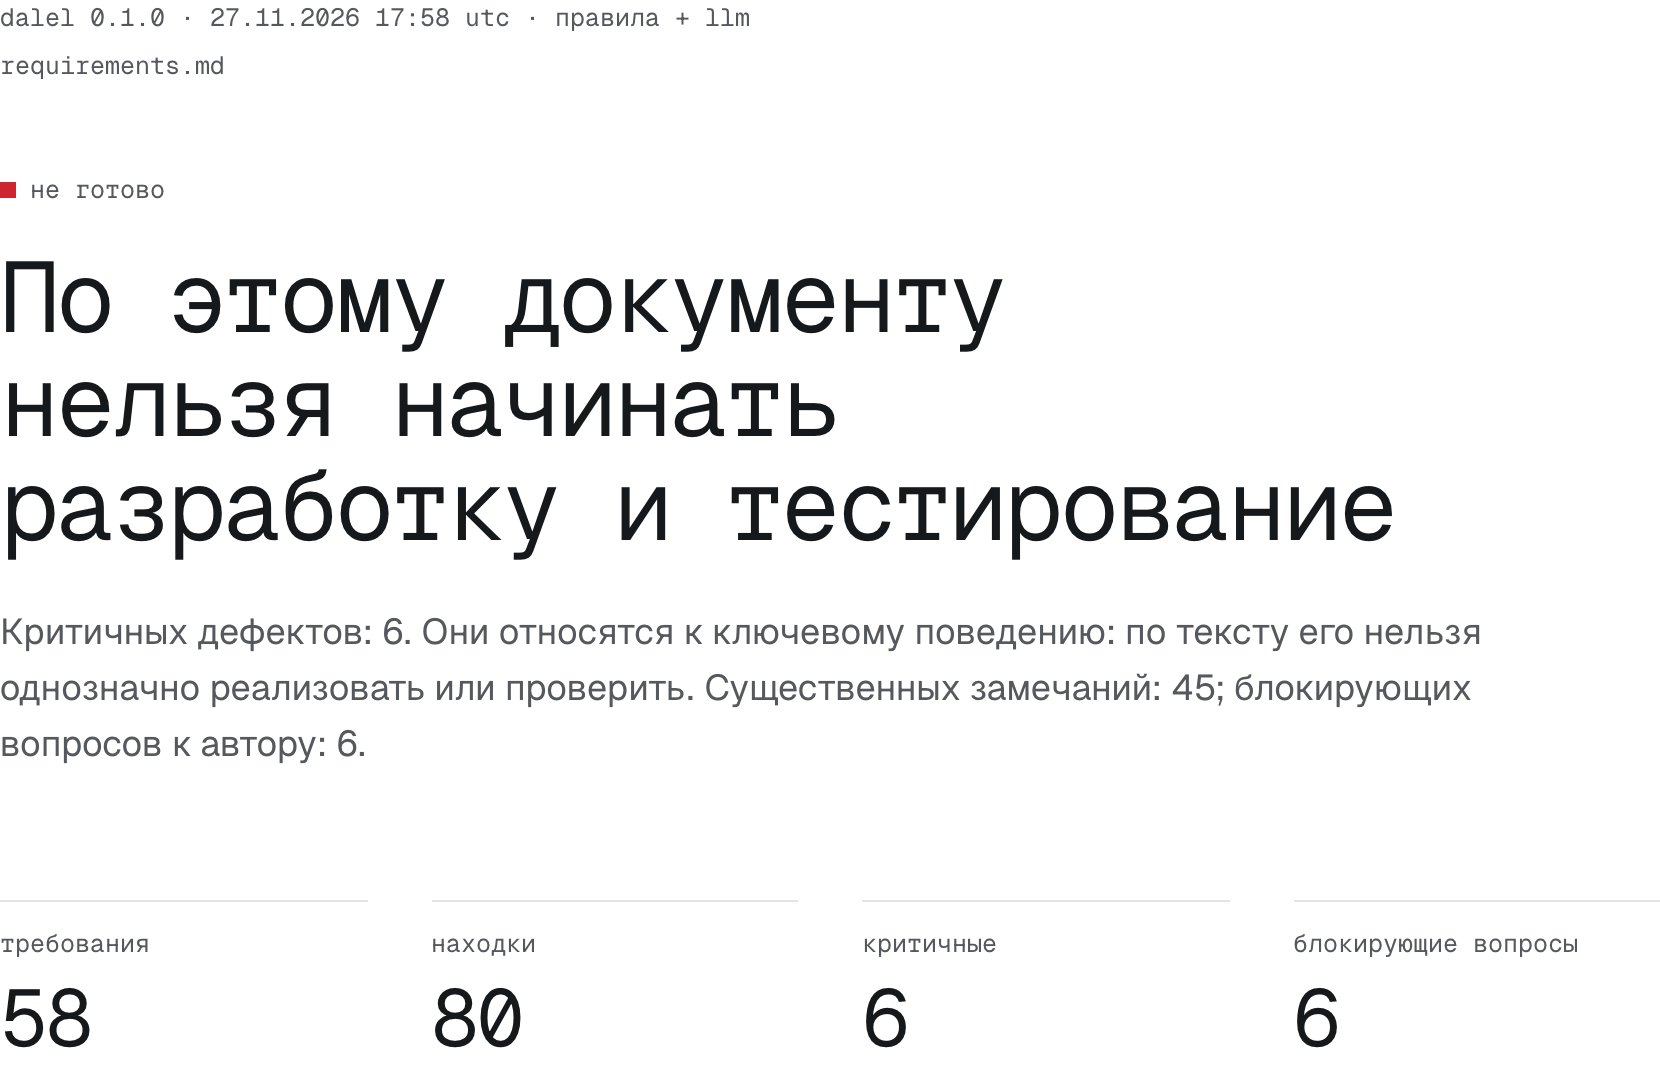 dalel 0.1.0 · 27.11.2026 17:58 utc · правила + llm
requirements.md
не готово
По этому документу
нельзя начинать
разработку и тестирование
Критичных дефектов: 6. Они относятся к ключевому поведению: по тексту его нельзя
однозначно реализовать или проверить. Существенных замечаний: 45; блокирующих
вопросов к автору: 6.
требования
58
находки
80
критичные
6
блокирующие вопросы
6